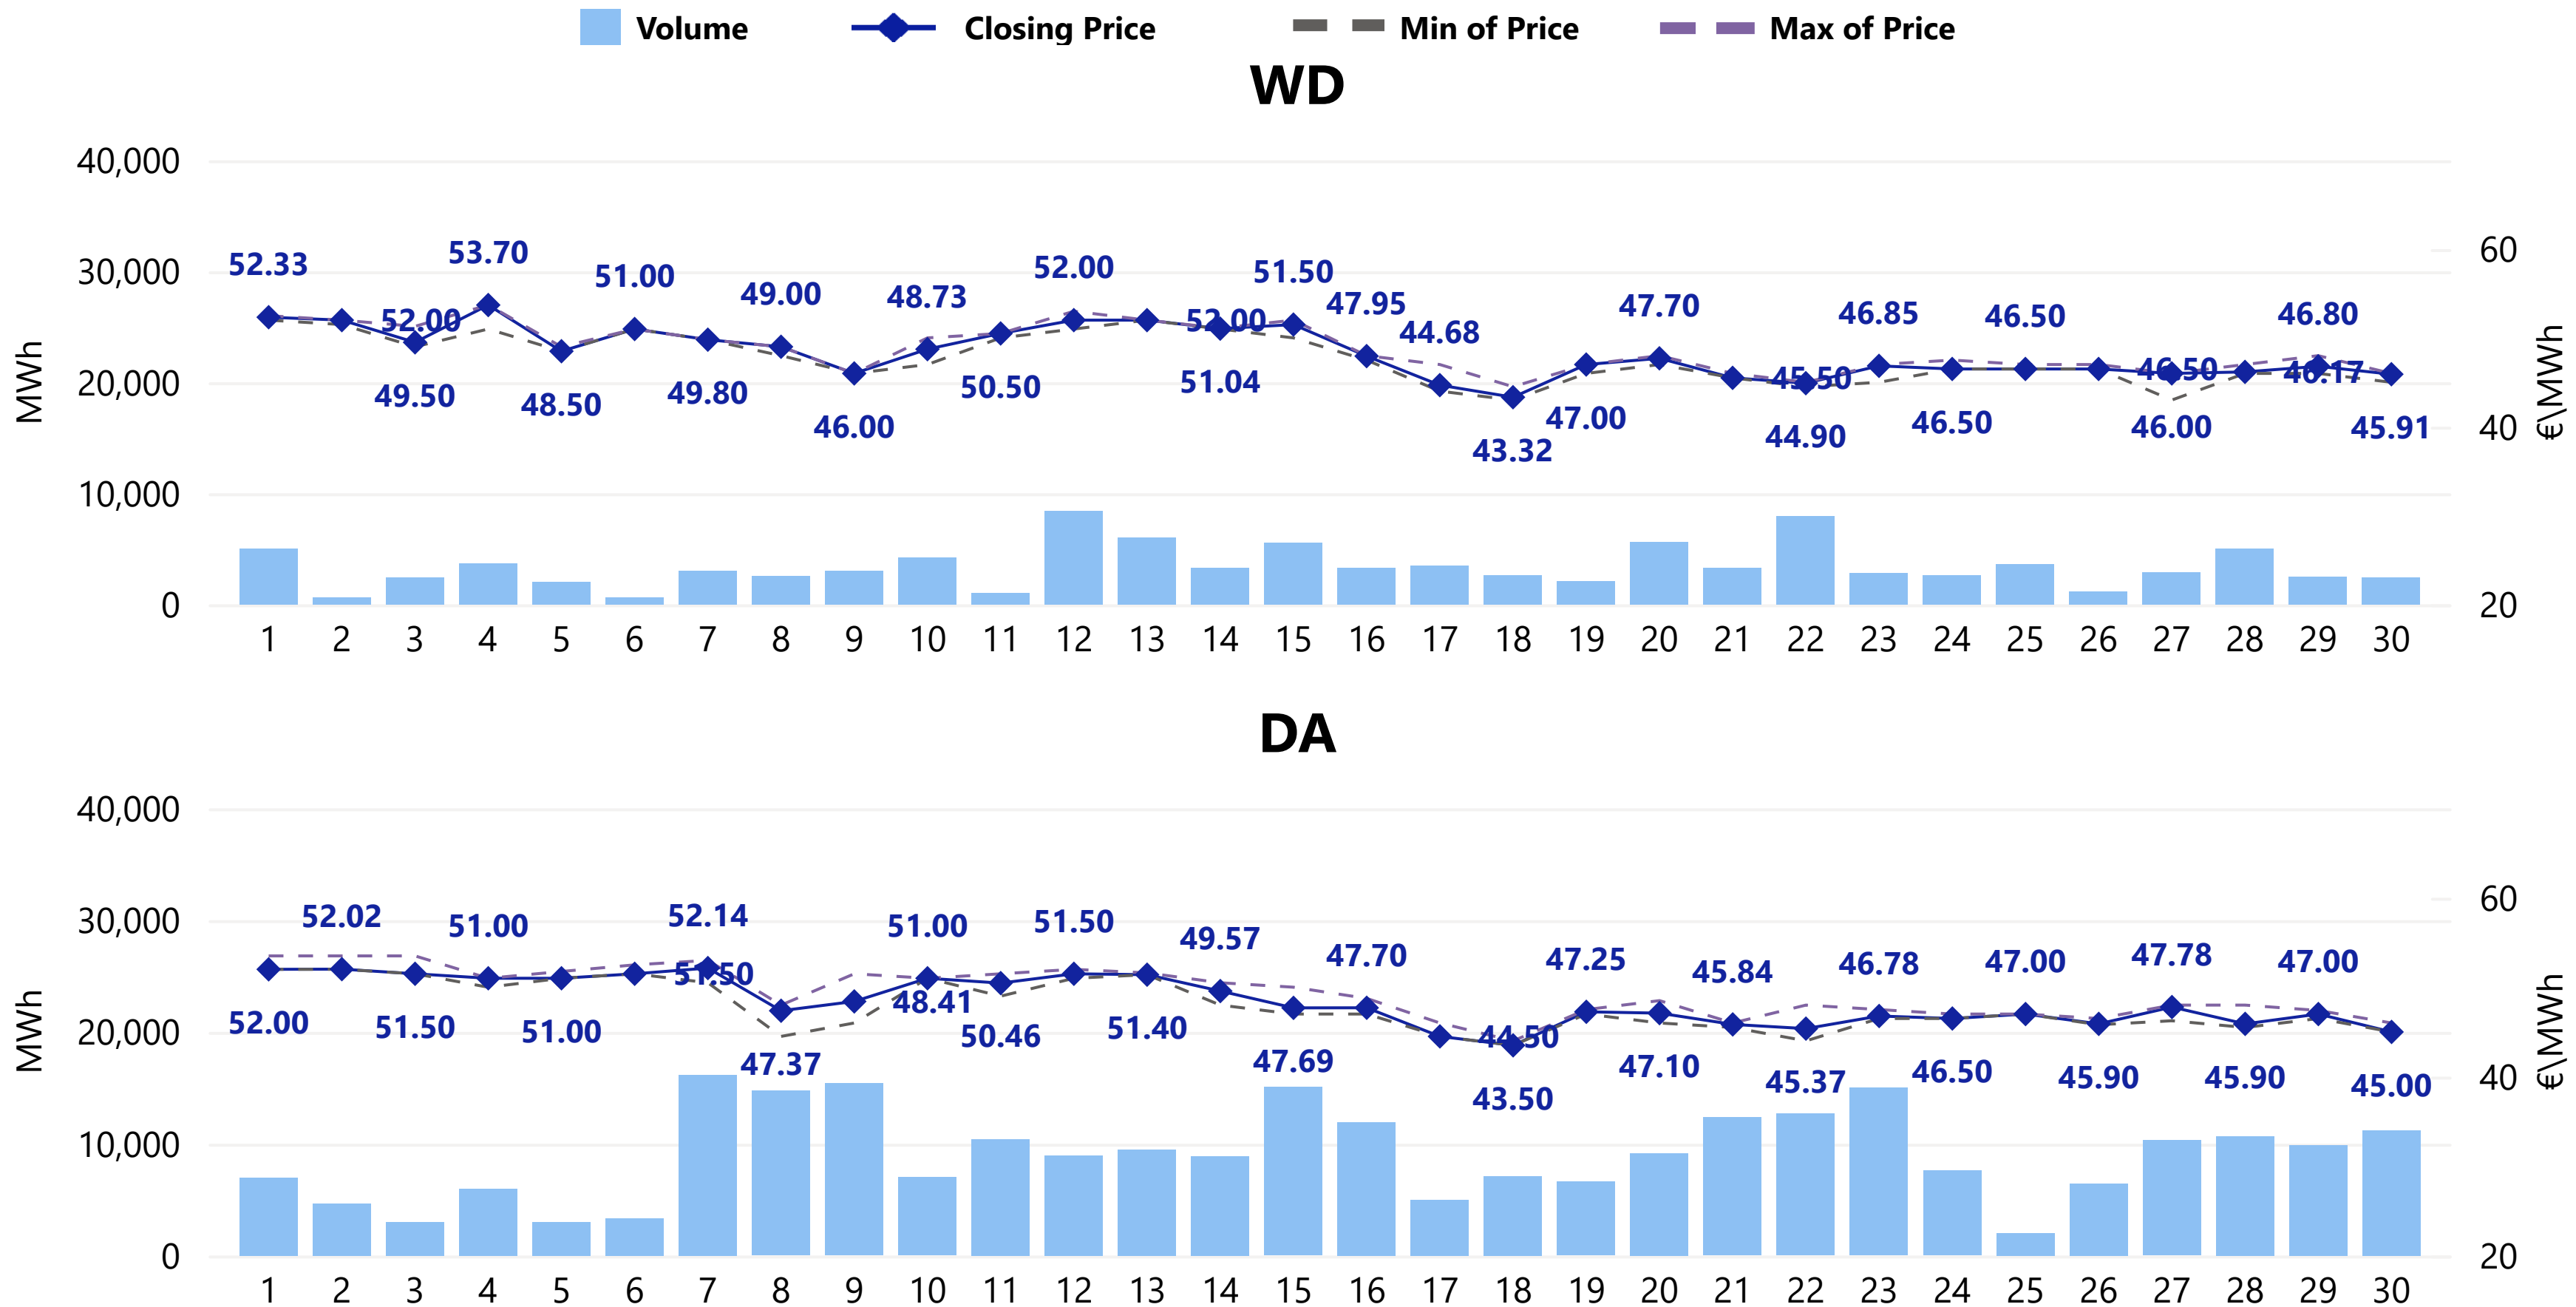 Volume Closing Price Min of Price Max of Price
WD
40,000
30,000
20,000
10,000
0
MWh
60
40
20
€\MWh
52.33 52.00 49.50 53.70 48.50 51.00 49.80 49.00 46.00 48.73 50.50 52.00 52.00 51.04 51.50 47.95 44.68 43.32 47.00 47.70 45.50 44.90 46.85 46.50 46.50 46.50 46.00 46.17 46.80 45.91
1 2 3 4 5 6 7 8 9 10 11 12 13 14 15 16 17 18 19 20 21 22 23 24 25 26 27 28 29 30
DA
40,000
30,000
20,000
10,000
0
MWh
60
40
20
€\MWh
52.00 52.02 51.50 51.00 51.00 51.50 52.14 47.37 48.41 51.00 50.46 51.50 51.40 49.57 47.69 47.70 44.50 43.50 47.25 47.10 45.84 45.37 46.78 46.50 47.00 45.90 47.78 45.90 47.00 45.00
1 2 3 4 5 6 7 8 9 10 11 12 13 14 15 16 17 18 19 20 21 22 23 24 25 26 27 28 29 30